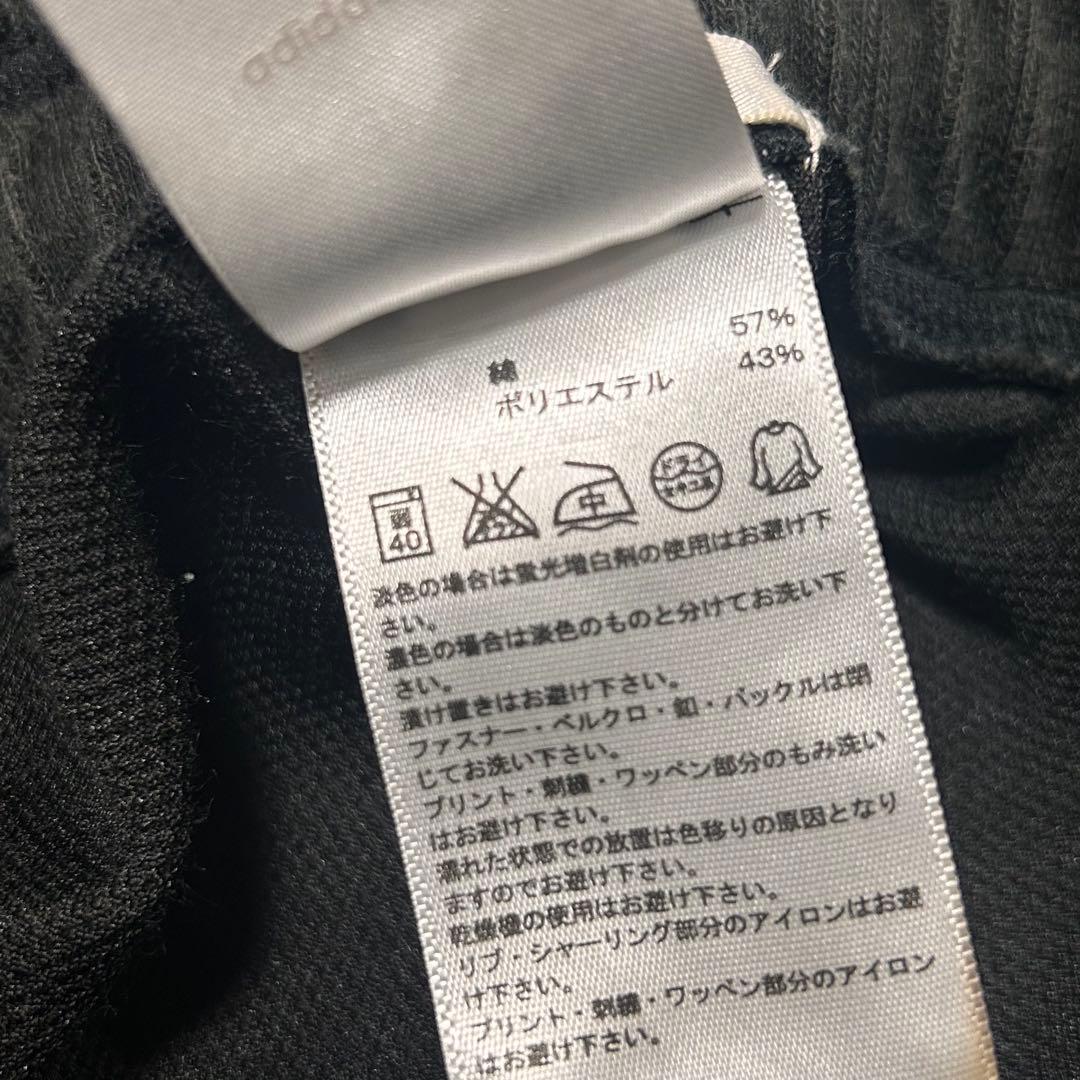 adidas
綿 57%
ポリエステル 43%
弱 40 中 ドライ
淡色の場合は蛍光増白剤の使用はお避け下
さい。
濃色の場合は淡色のものと分けてお洗い下
さい。
漬け置きはお避け下さい。
ファスナー・ベルクロ・釦・バックルは閉
じてお洗い下さい。
プリント・刺繍・ワッペン部分のもみ洗い
はお避け下さい。
濡れた状態での放置は色移りの原因となり
ますのでお避け下さい。
乾燥機の使用はお避け下さい。
リブ・シャーリング部分のアイロンはお避
け下さい。
プリント・刺繍・ワッペン部分のアイロン
はお避け下さい。